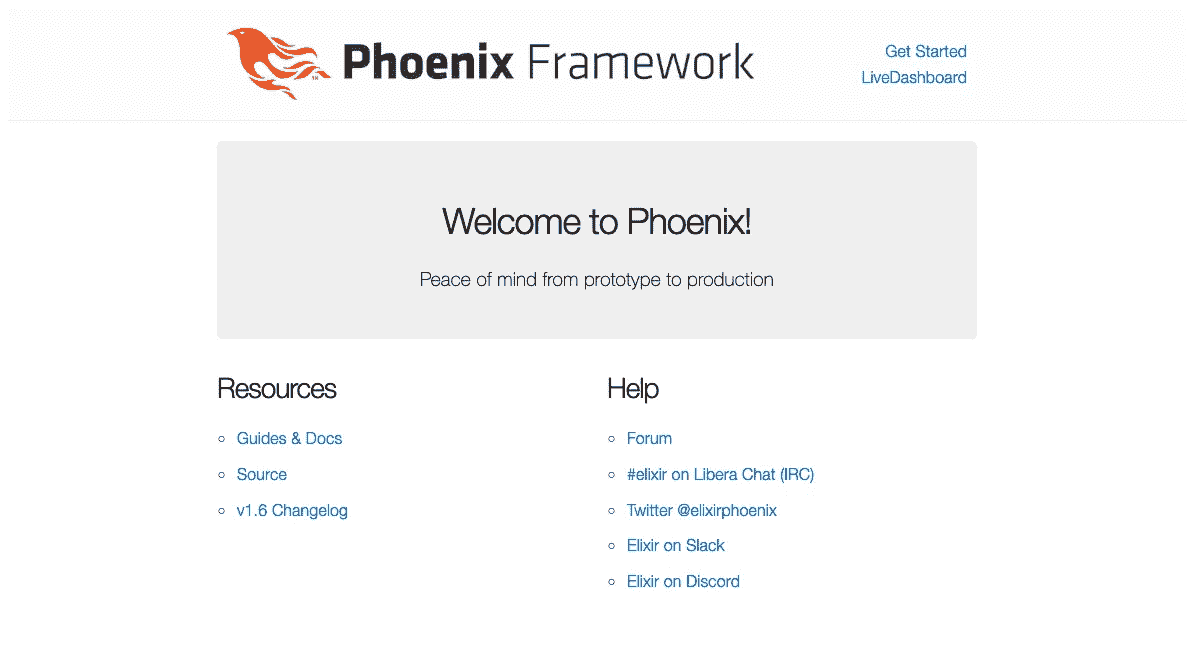 Phoenix Framework
Get Started
LiveDashboard
Welcome to Phoenix!
Peace of mind from prototype to production
Resources
Guides & Docs
Source
v1.6 Changelog
Help
Forum
#elixir on Libera Chat (IRC)
Twitter @elixirphoenix
Elixir on Slack
Elixir on Discord